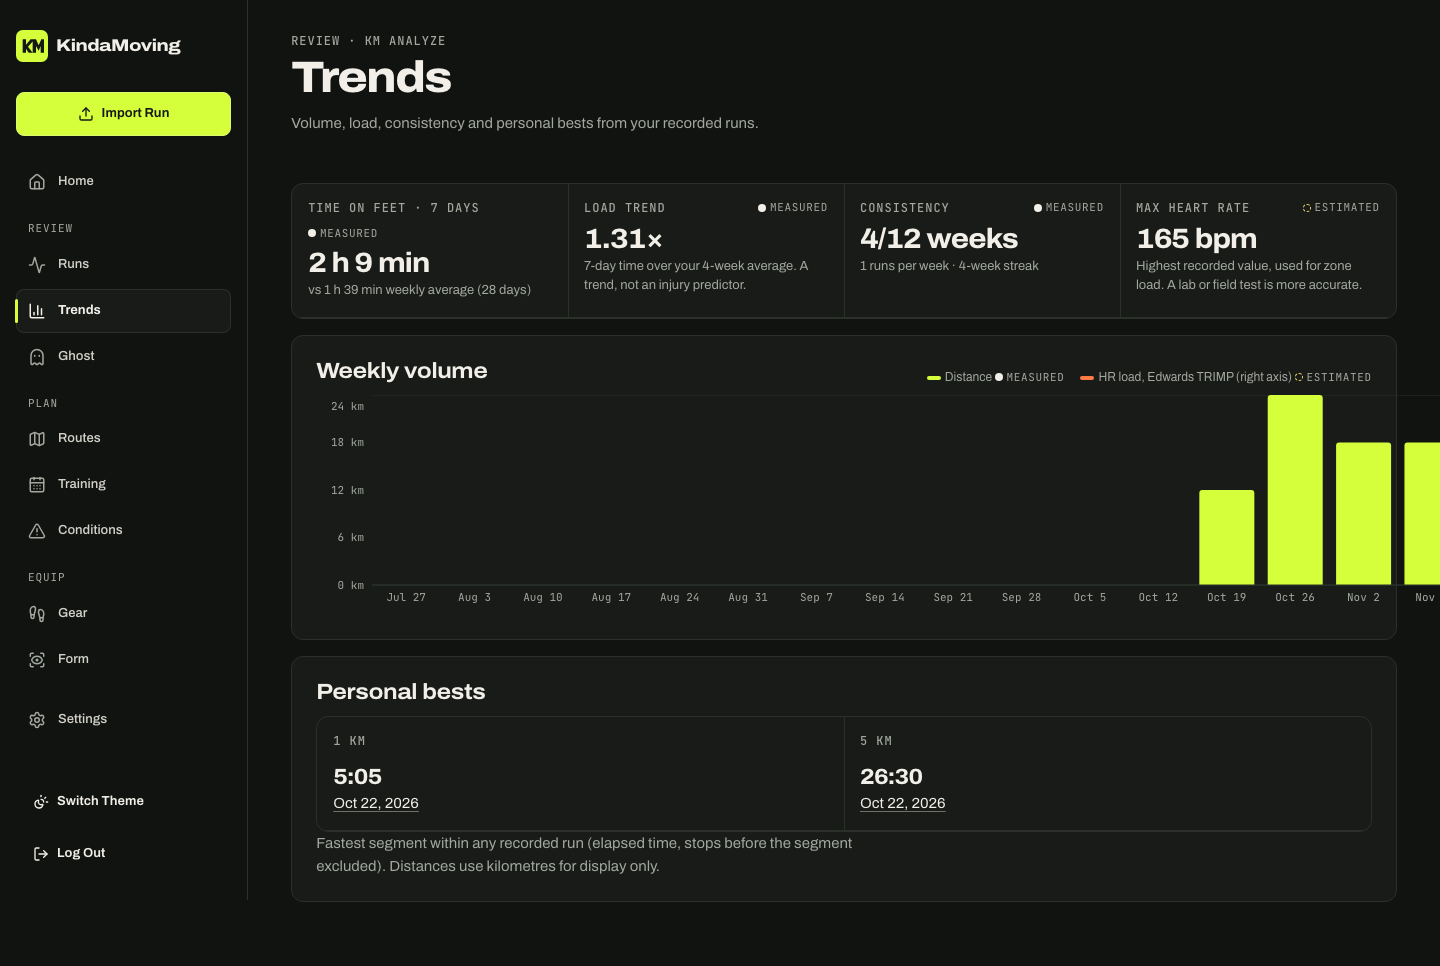 KM KindaMoving
Import Run
Home
REVIEW
Runs
Trends
Ghost
PLAN
Routes
Training
Conditions
EQUIP
Gear
Form
Settings
Switch Theme
Log Out
REVIEW · KM ANALYZE
Trends
Volume, load, consistency and personal bests from your recorded runs.
TIME ON FEET · 7 DAYS
MEASURED
2 h 9 min
vs 1 h 39 min weekly average (28 days)
LOAD TREND MEASURED
1.31×
7-day time over your 4-week average. A
trend, not an injury predictor.
CONSISTENCY MEASURED
4/12 weeks
1 runs per week · 4-week streak
MAX HEART RATE ESTIMATED
165 bpm
Highest recorded value, used for zone
load. A lab or field test is more accurate.
Weekly volume
Distance MEASURED HR load, Edwards TRIMP (right axis) ESTIMATED
24 km
18 km
12 km
6 km
0 km
Jul 27 Aug 3 Aug 10 Aug 17 Aug 24 Aug 31 Sep 7 Sep 14 Sep 21 Sep 28 Oct 5 Oct 12 Oct 19 Oct 26 Nov 2 Nov
Personal bests
1 KM
5:05
Oct 22, 2026
5 KM
26:30
Oct 22, 2026
Fastest segment within any recorded run (elapsed time, stops before the segment
excluded). Distances use kilometres for display only.